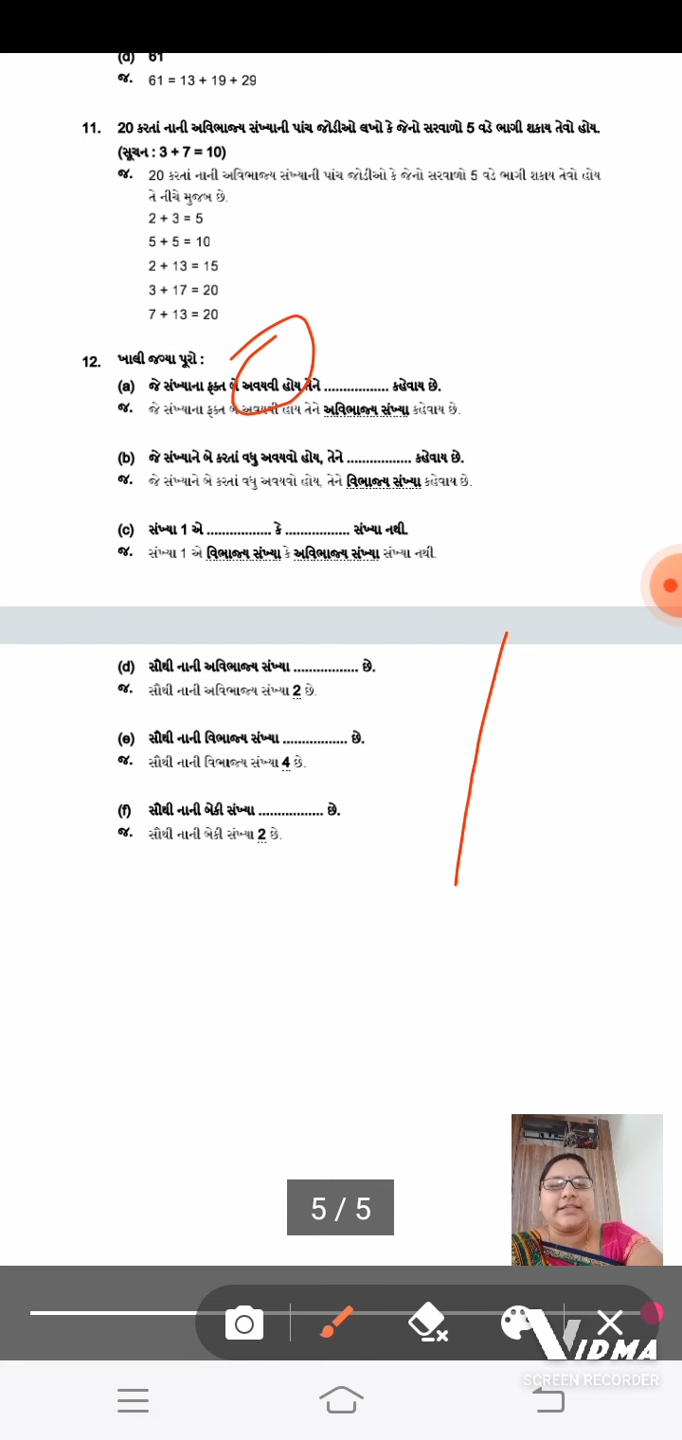 (d) 61
જ. 61 = 13 + 19 + 29
11. 20 કરતાં નાની અવિભાજ્ય સંખ્યાની પાંચ જોડીઓ લખો કે જેનો સરવાળો 5 વડે ભાગી શકાય તેવો હોય.
(સૂચન : 3 + 7 = 10)
જ. 20 કરતાં નાની અવિભાજ્ય સંખ્યાની પાંચ જોડીઓ કે જેનો સરવાળો 5 વડે ભાગી શકાય તેવો હોય
તે નીચે મુજબ છે.
2 + 3 = 5
5 + 5 = 10
2 + 13 = 15
3 + 17 = 20
7 + 13 = 20
12. ખાલી જગ્યા પૂરો :
(a) જે સંખ્યાના ફક્ત બે અવયવી હોય તેને ................. કહેવાય છે.
જ. જે સંખ્યાના ફક્ત બે અવયવી હોય તેને અવિભાજ્ય સંખ્યા કહેવાય છે.
(b) જે સંખ્યાને બે કરતાં વધુ અવયવો હોય, તેને ................. કહેવાય છે.
જ. જે સંખ્યાને બે કરતાં વધુ અવયવો હોય, તેને વિભાજ્ય સંખ્યા કહેવાય છે.
(c) સંખ્યા 1 એ ................. કે ................. સંખ્યા નથી.
જ. સંખ્યા 1 એ વિભાજ્ય સંખ્યા કે અવિભાજ્ય સંખ્યા સંખ્યા નથી.
(d) સૌથી નાની અવિભાજ્ય સંખ્યા ................. છે.
જ. સૌથી નાની અવિભાજ્ય સંખ્યા 2 છે.
(e) સૌથી નાની વિભાજ્ય સંખ્યા ................. છે.
જ. સૌથી નાની વિભાજ્ય સંખ્યા 4 છે.
(f) સૌથી નાની બેકી સંખ્યા ................. છે.
જ. સૌથી નાની બેકી સંખ્યા 2 છે.
5 / 5
VIDMA
SCREEN RECORDER